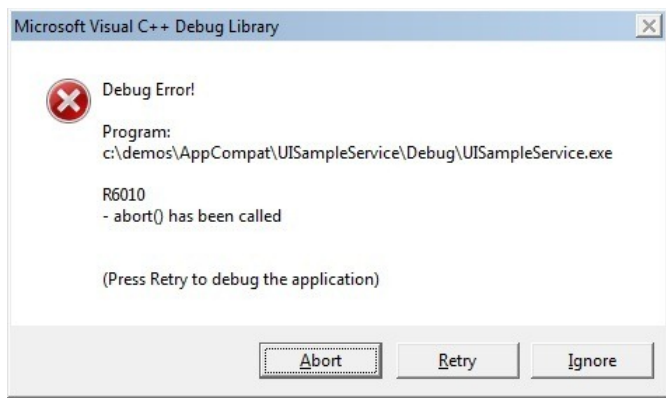 Microsoft Visual C++ Debug Library
Debug Error!
Program:
c:\demos\AppCompat\UISampleService\Debug\UISampleService.exe
R6010
- abort() has been called
(Press Retry to debug the application)
Abort
Retry
Ignore